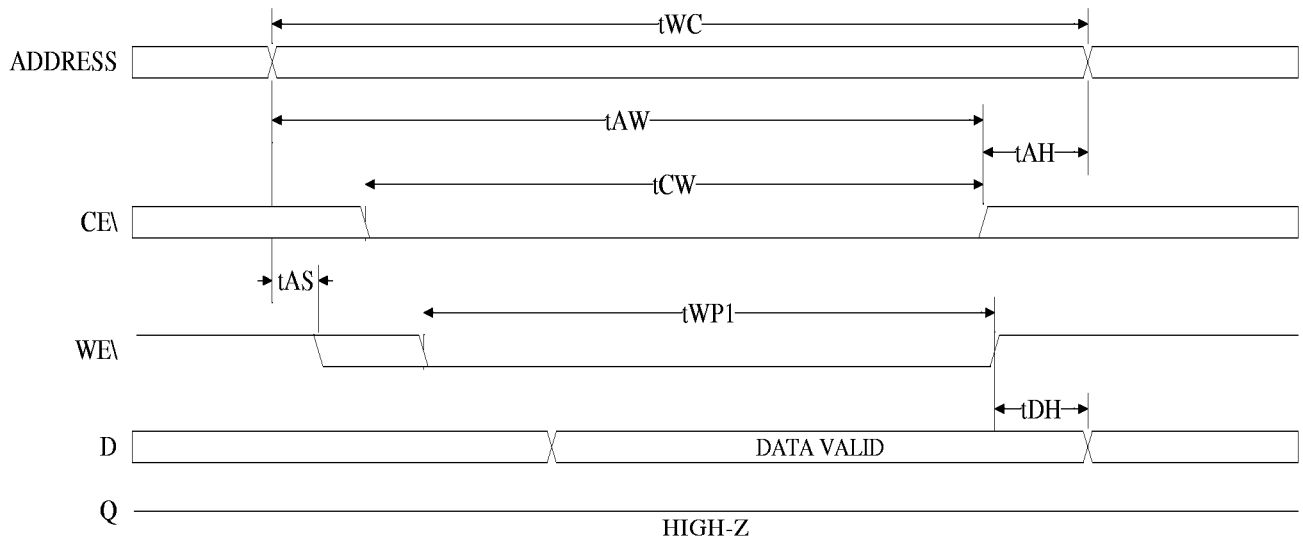 tWC
ADDRESS
tAW
tAH
tCW
CE\
tAS
tWP1
WE\
tDH
D
DATA VALID
Q
HIGH-Z